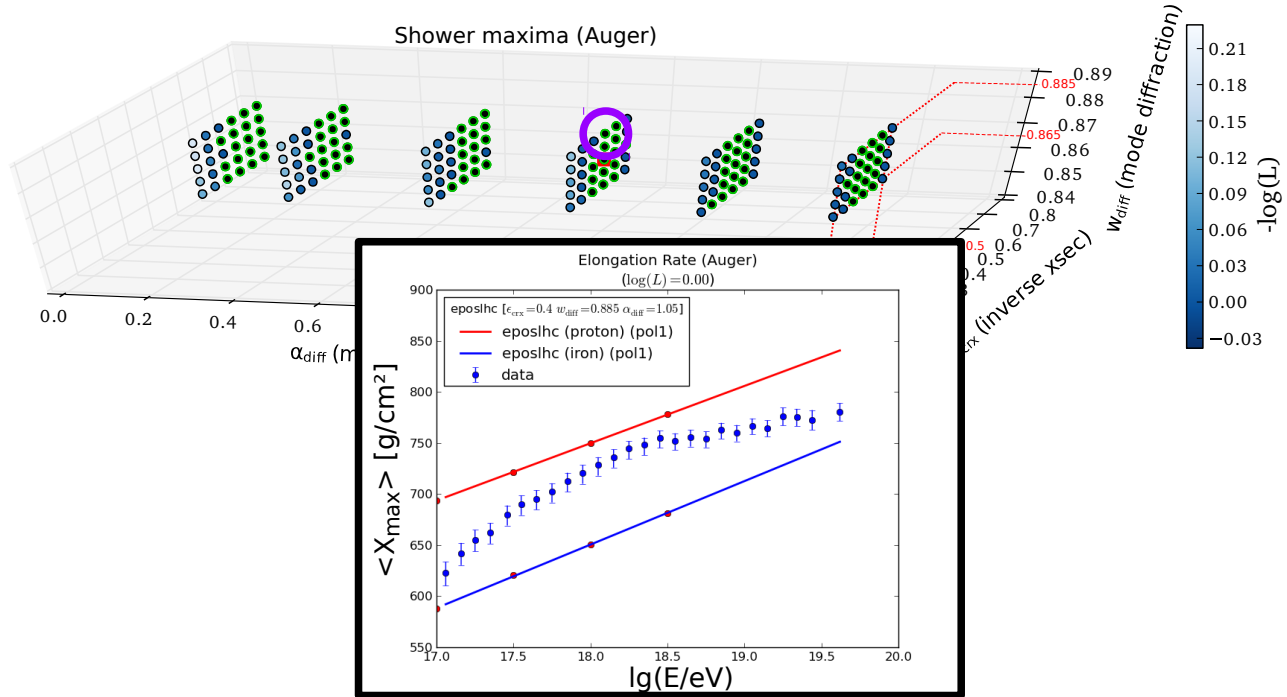 Shower maxima (Auger)
0.89
0.885
0.88
0.87
0.865
0.86
0.85
0.84
0.8
0.7
0.6
0.5
0.5
0.4
w_diff (mode diffraction)
crx (inverse xsec)
0.0
0.2
0.4
0.6
α_diff (m
0.21
0.18
0.15
0.12
0.09
0.06
0.03
0.00
−0.03
-log(L)
Elongation Rate (Auger)
(log(L)=0.00)
eposlhc [ϵ_crx=0.4 w_diff=0.885 α_diff=1.05]
eposlhc (proton) (pol1)
eposlhc (iron) (pol1)
data
900
850
800
750
700
650
600
550
<X_max> [g/cm²]
17.0 17.5 18.0 18.5 19.0 19.5 20.0
lg(E/eV)